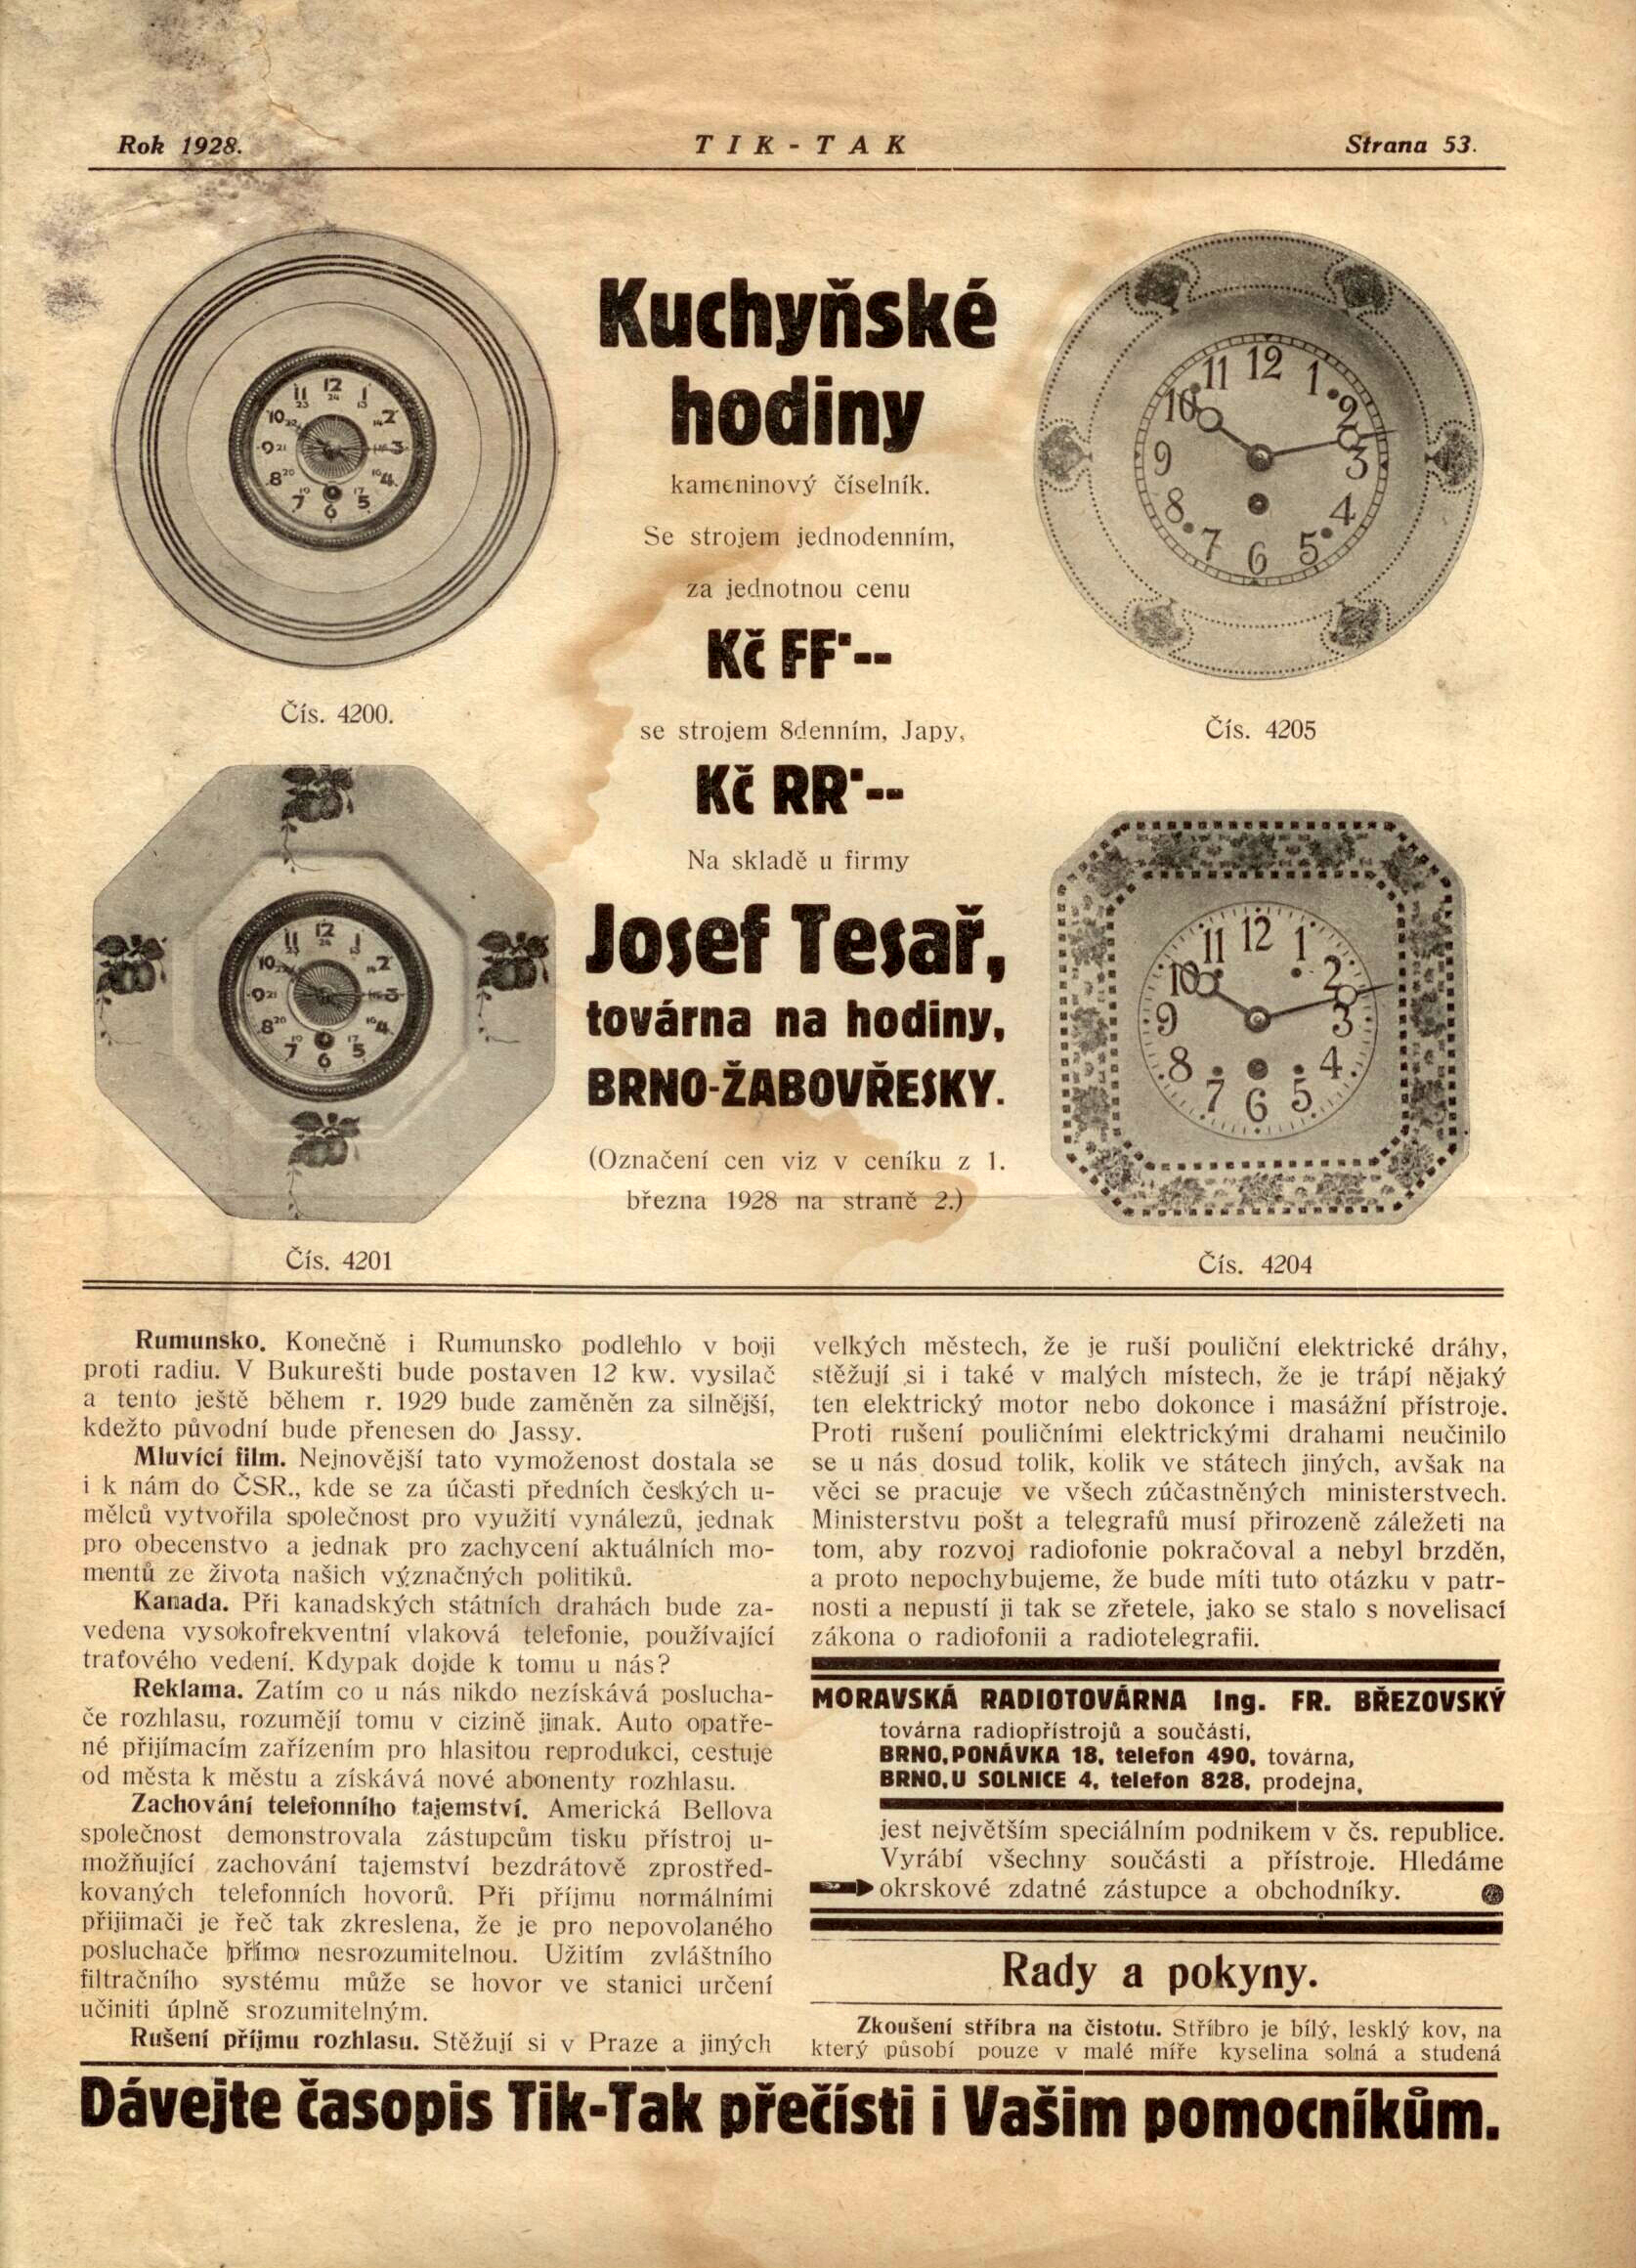 Rok 1928.
TIK-TAK
Strana 53.
Kuchyňské
hodiny
kameninový číselník.
Se strojem jednodenním,
za jednotnou cenu
Kč FF·--
se strojem 8denním, Japy,
Kč RR·--
Na skladě u firmy
Josef Tesař,
továrna na hodiny,
BRNO-ŽABOVŘESKY.
(Označení cen viz v ceníku z 1.
března 1928 na straně 2.)
Čís. 4200.
Čís. 4205
Čís. 4201
Čís. 4204
Rumunsko. Konečně i Rumunsko podlehlo v boji
proti radiu. V Bukurešti bude postaven 12 kw. vysilač
a tento ještě během r. 1929 bude zaměněn za silnější,
kdežto původní bude přenesen do Jassy.
Mluvící film. Nejnovější tato vymoženost dostala se
i k nám do ČSR., kde se za účasti předních českých u-
mělců vytvořila společnost pro využití vynálezů, jednak
pro obecenstvo a jednak pro zachycení aktuálních mo-
mentů ze života našich význačných politiků.
Kanada. Při kanadských státních drahách bude za-
vedena vysokofrekventní vlaková telefonie, používající
traťového vedení. Kdypak dojde k tomu u nás?
Reklama. Zatím co u nás nikdo nezískává poslucha-
če rozhlasu, rozumějí tomu v cizině jinak. Auto opatře-
né přijímacím zařízením pro hlasitou reprodukci, cestuje
od města k městu a získává nové abonenty rozhlasu.
Zachování telefonního tajemství. Americká Bellova
společnost demonstrovala zástupcům tisku přístroj u-
možňující zachování tajemství bezdrátově zprostřed-
kovaných telefonních hovorů. Při příjmu normálními
přijimači je řeč tak zkreslena, že je pro nepovolaného
posluchače přímo nesrozumitelnou. Užitím zvláštního
filtračního systému může se hovor ve stanici určení
učiniti úplně srozumitelným.
Rušení příjmu rozhlasu. Stěžují si v Praze a jiných
velkých městech, že je ruší pouliční elektrické dráhy,
stěžují si i také v malých místech, že je trápí nějaký
ten elektrický motor nebo dokonce i masážní přístroje.
Proti rušení pouličními elektrickými drahami neučinilo
se u nás dosud tolik, kolik ve státech jiných, avšak na
věci se pracuje ve všech zúčastněných ministerstvech.
Ministerstvu pošt a telegrafů musí přirozeně záležeti na
tom, aby rozvoj radiofonie pokračoval a nebyl brzděn,
a proto nepochybujeme, že bude míti tuto otázku v patr-
nosti a nepustí ji tak se zřetele, jako se stalo s novelisací
zákona o radiofonii a radiotelegrafii.
MORAVSKÁ RADIOTOVÁRNA Ing. FR. BŘEZOVSKÝ
továrna radiopřístrojů a součástí,
BRNO, PONÁVKA 18, telefon 490, továrna,
BRNO, U SOLNICE 4, telefon 828, prodejna,
jest největším speciálním podnikem v čs. republice.
Vyrábí všechny součásti a přístroje. Hledáme
okrskové zdatné zástupce a obchodníky.
Rady a pokyny.
Zkoušení stříbra na čistotu. Stříbro je bílý, lesklý kov, na
který působí pouze v malé míře kyselina solná a studená
Dávejte časopis Tik-Tak přečísti i Vašim pomocníkům.